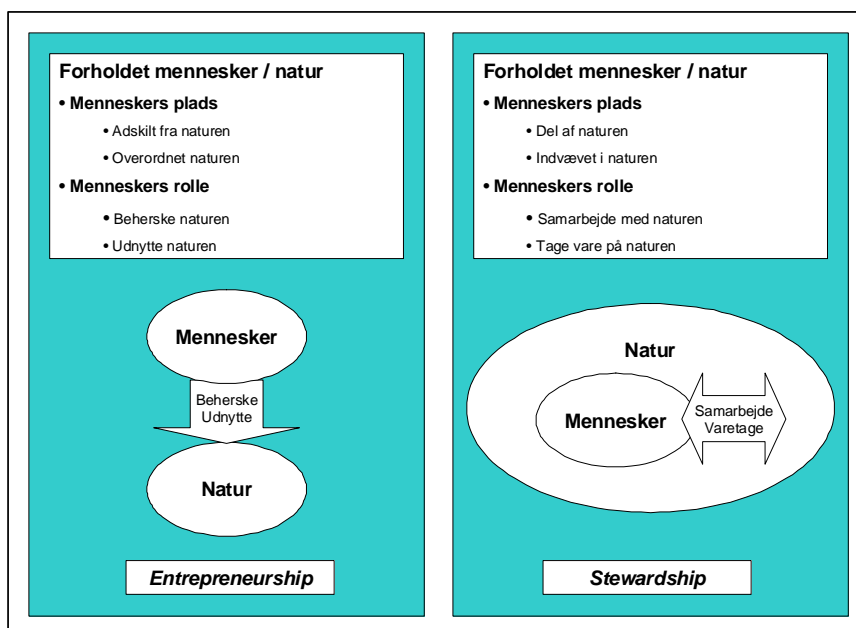 Forholdet mennesker / natur
• Menneskers plads
• Adskilt fra naturen
• Overordnet naturen
• Menneskers rolle
• Beherske naturen
• Udnytte naturen
Mennesker
Beherske
Udnytte
Natur
Entrepreneurship
Forholdet mennesker / natur
• Menneskers plads
• Del af naturen
• Indvævet i naturen
• Menneskers rolle
• Samarbejde med naturen
• Tage vare på naturen
Natur
Mennesker
Samarbejde
Varetage
Stewardship